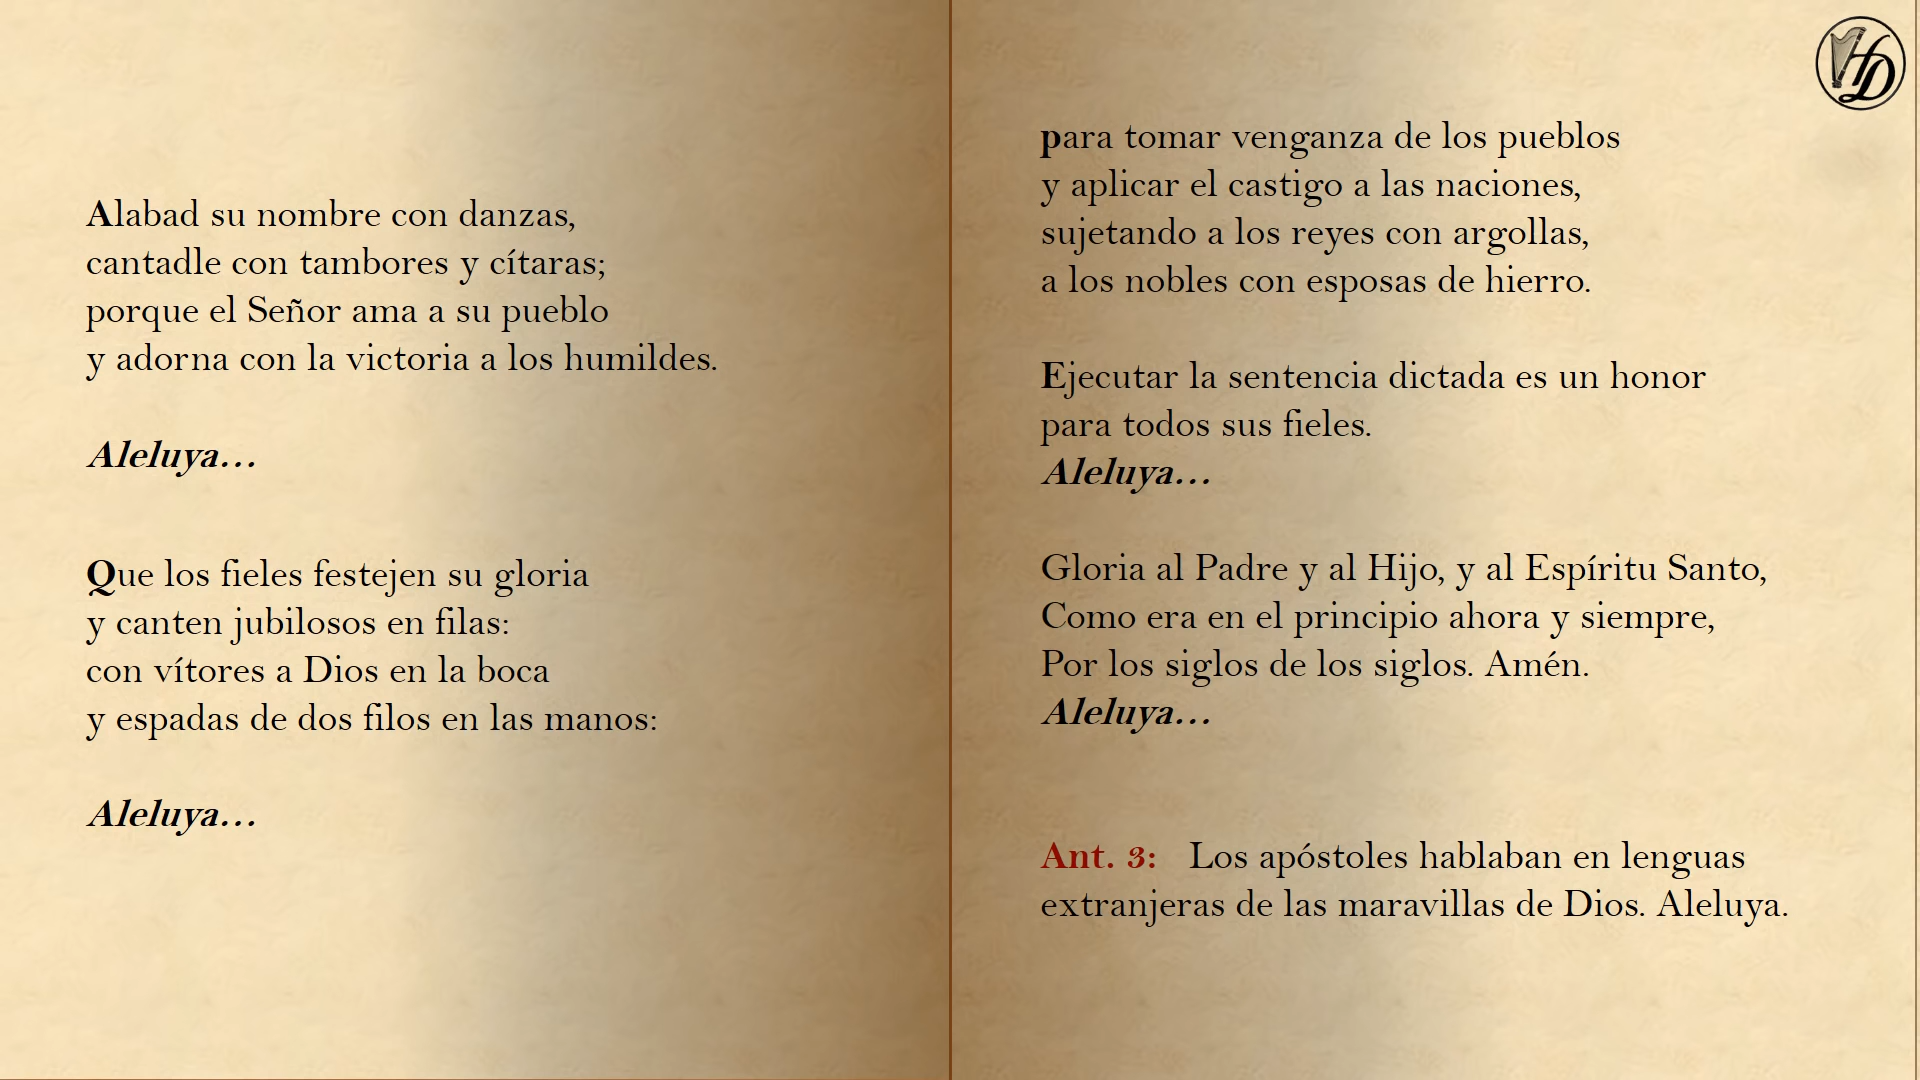 Alabad su nombre con danzas,
cantadle con tambores y cítaras;
porque el Señor ama a su pueblo
y adorna con la victoria a los humildes.
Aleluya…
Que los fieles festejen su gloria
y canten jubilosos en filas:
con vítores a Dios en la boca
y espadas de dos filos en las manos:
Aleluya…
para tomar venganza de los pueblos
y aplicar el castigo a las naciones,
sujetando a los reyes con argollas,
a los nobles con esposas de hierro.
Ejecutar la sentencia dictada es un honor
para todos sus fieles.
Aleluya…
Gloria al Padre y al Hijo, y al Espíritu Santo,
Como era en el principio ahora y siempre,
Por los siglos de los siglos. Amén.
Aleluya…
Ant. 3: Los apóstoles hablaban en lenguas
extranjeras de las maravillas de Dios. Aleluya.
HD